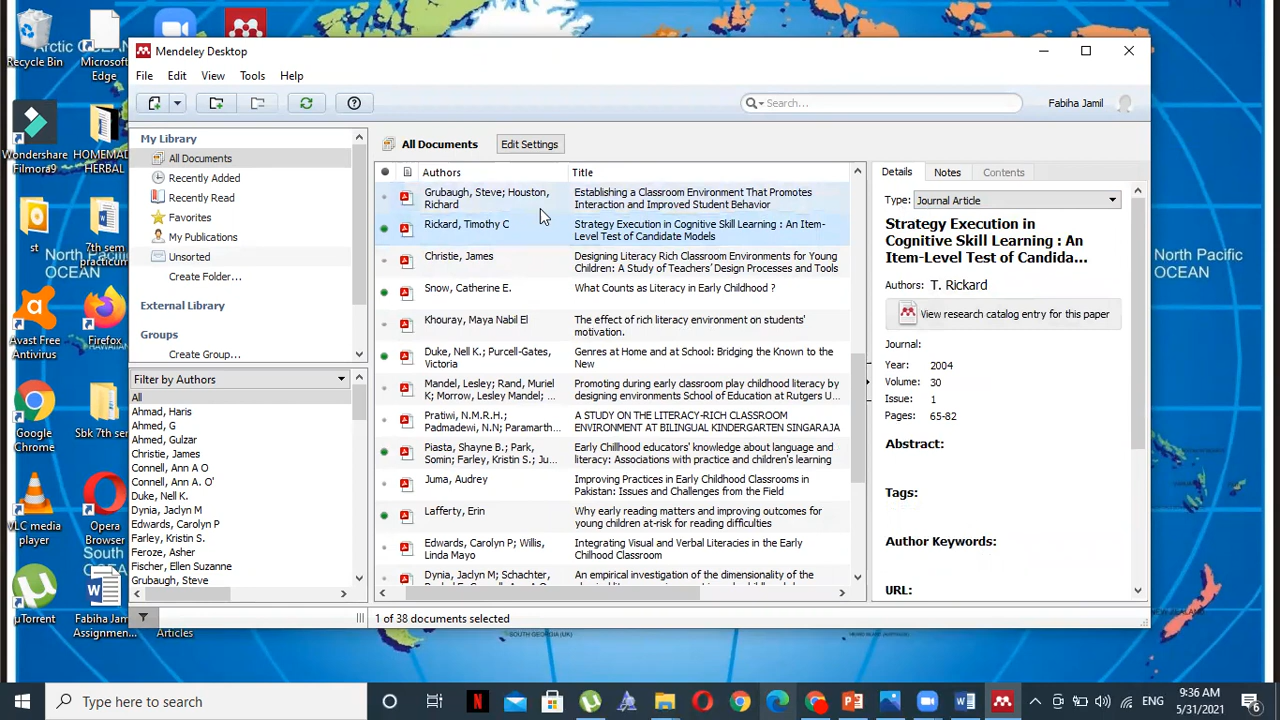 Arctic OCEAN
OCEAN
Recycle Bin
Microsoft
Edge
Wondershare
Filmora9
HOMEMADE
HERBAL
st
7th sem
practicum
North Pacific
OCEAN
Avast Free
Antivirus
Firefox
Google
Chrome
Sbk 7th sem
VLC media
player
Opera
Browser
South
µTorrent
Fabiha Jamil
Assignmen...
Articles
North Pacific
OCEAN
SOUTH GEORGIA (UK)
Mendeley Desktop
File Edit View Tools Help
Search...
Fabiha Jamil
My Library
All Documents
Recently Added
Recently Read
Favorites
My Publications
Unsorted
Create Folder...
External Library
Groups
Create Group...
Filter by Authors
All
Ahmad, Haris
Ahmed, G
Ahmed, Gulzar
Christie, James
Connell, Ann A O
Connell, Ann A. O'
Duke, Nell K.
Dynia, Jaclyn M
Edwards, Carolyn P
Farley, Kristin S.
Feroze, Asher
Fischer, Ellen Suzanne
Grubaugh, Steve
All Documents Edit Settings
Authors Title
Grubaugh, Steve; Houston, Establishing a Classroom Environment That Promotes
Richard Interaction and Improved Student Behavior
Rickard, Timothy C Strategy Execution in Cognitive Skill Learning : An Item-
Level Test of Candidate Models
Christie, James Designing Literacy Rich Classroom Environments for Young
Children: A Study of Teachers' Design Processes and Tools
Snow, Catherine E. What Counts as Literacy in Early Childhood ?
Khouray, Maya Nabil El The effect of rich literacy environment on students'
motivation.
Duke, Nell K.; Purcell-Gates, Genres at Home and at School: Bridging the Known to the
Victoria New
Mandel, Lesley; Rand, Muriel Promoting during early classroom play childhood literacy by
K; Morrow, Lesley Mandel; ... designing environments School of Education at Rutgers U...
Pratiwi, N.M.R.H.; A STUDY ON THE LITERACY-RICH CLASSROOM
Padmadewi, N.N; Paramarth... ENVIRONMENT AT BILINGUAL KINDERGARTEN SINGARAJA
Piasta, Shayne B.; Park, Early Chillhood educators' knowledge about language and
Somin; Farley, Kristin S.; Ju... literacy: Associations with practice and children's learning
Juma, Audrey Improving Practices in Early Childhood Classrooms in
Pakistan: Issues and Challenges from the Field
Lafferty, Erin Why early reading matters and improving outcomes for
young children at-risk for reading difficulties
Edwards, Carolyn P; Willis, Integrating Visual and Verbal Literacies in the Early
Linda Mayo Chilhood Classroom
Dynia, Jaclyn M; Schachter, An empirical investigation of the dimensionality of the
1 of 38 documents selected
Details Notes Contents
Type: Journal Article
Strategy Execution in
Cognitive Skill Learning : An
Item-Level Test of Candida...
Authors: T. Rickard
View research catalog entry for this paper
Journal:
Year: 2004
Volume: 30
Issue: 1
Pages: 65-82
Abstract:
Tags:
Author Keywords:
URL:
Type here to search
ENG
9:36 AM
5/31/2021
6